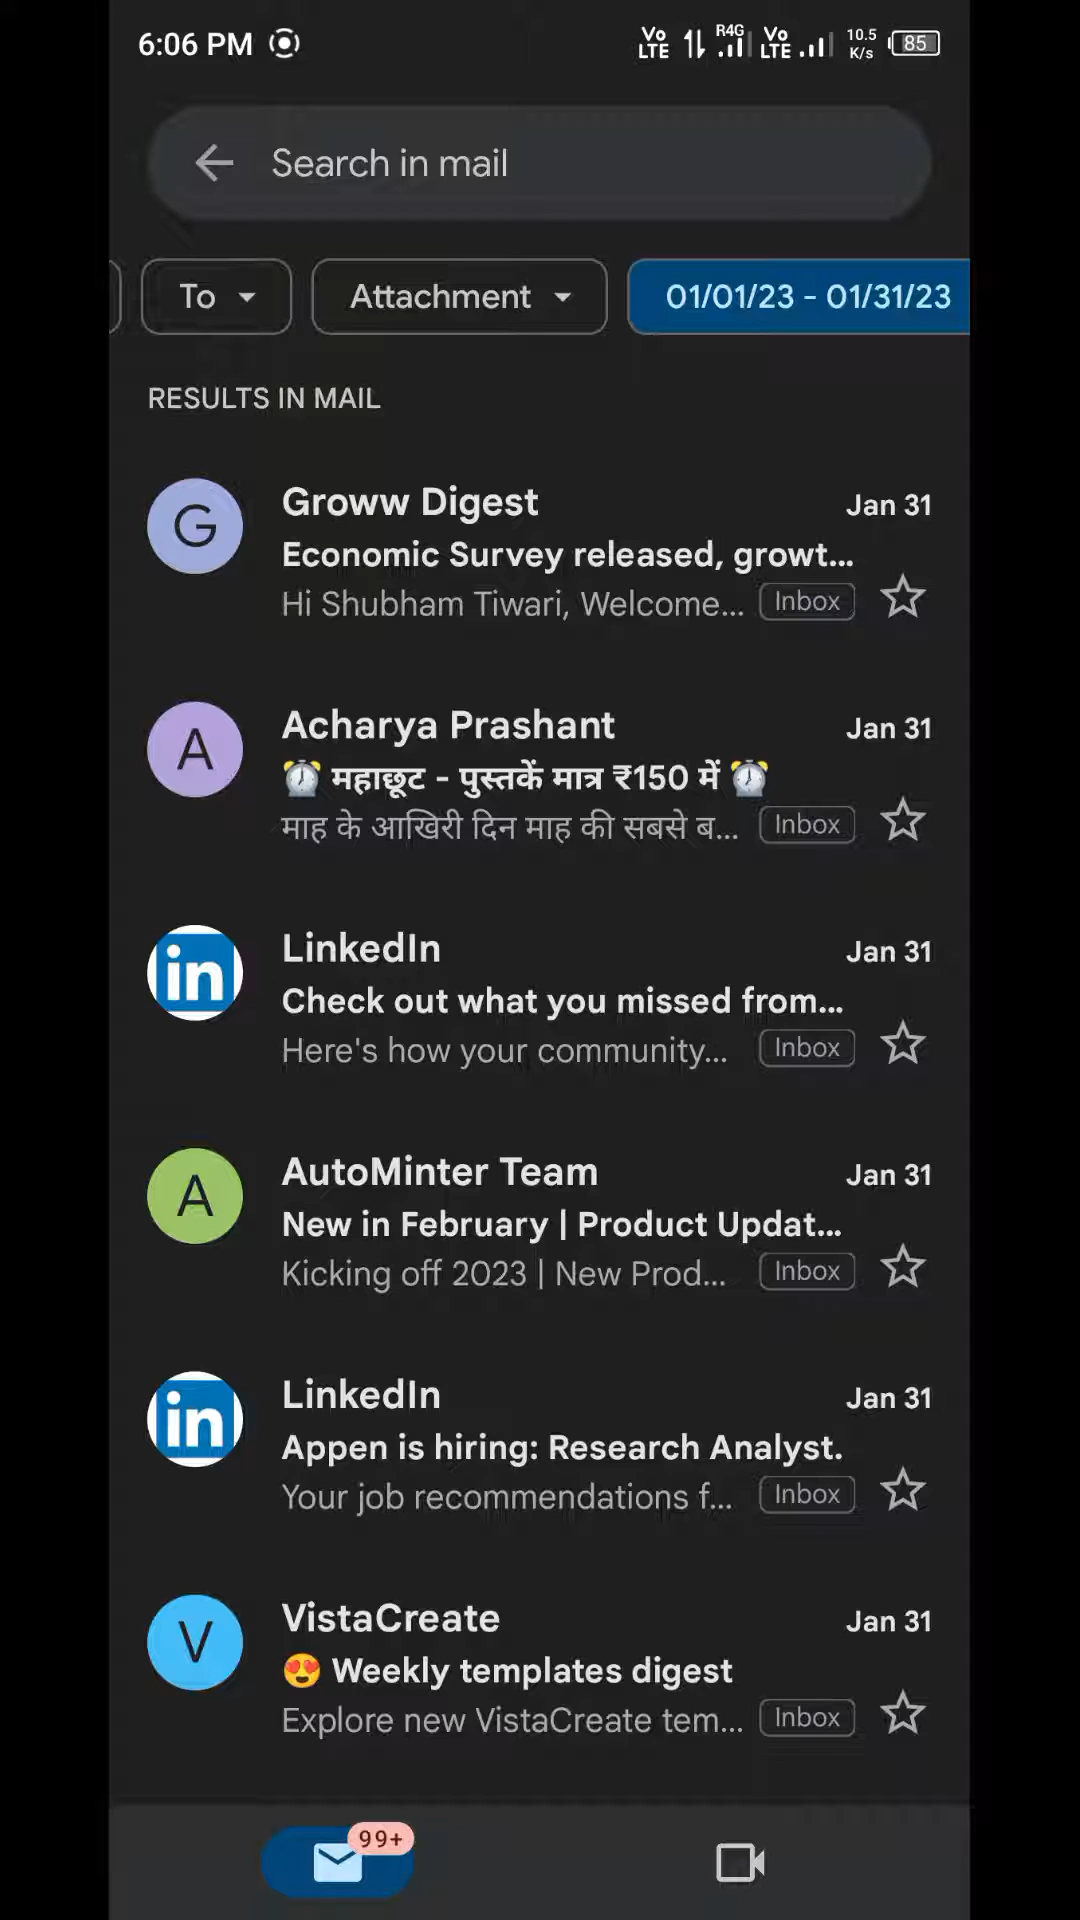 6:06 PM Vo LTE R4G Vo LTE 10.5 K/s 85
Search in mail
To Attachment 01/01/23 - 01/31/23
RESULTS IN MAIL
G Groww Digest Jan 31
Economic Survey released, growt...
Hi Shubham Tiwari, Welcome... Inbox
A Acharya Prashant Jan 31
⏰ महाछूट - पुस्तकें मात्र ₹150 में ⏰
माह के आखिरी दिन माह की सबसे ब... Inbox
in LinkedIn Jan 31
Check out what you missed from...
Here's how your community... Inbox
A AutoMinter Team Jan 31
New in February | Product Updat...
Kicking off 2023 | New Prod... Inbox
in LinkedIn Jan 31
Appen is hiring: Research Analyst.
Your job recommendations f... Inbox
V VistaCreate Jan 31
😍 Weekly templates digest
Explore new VistaCreate tem... Inbox
99+